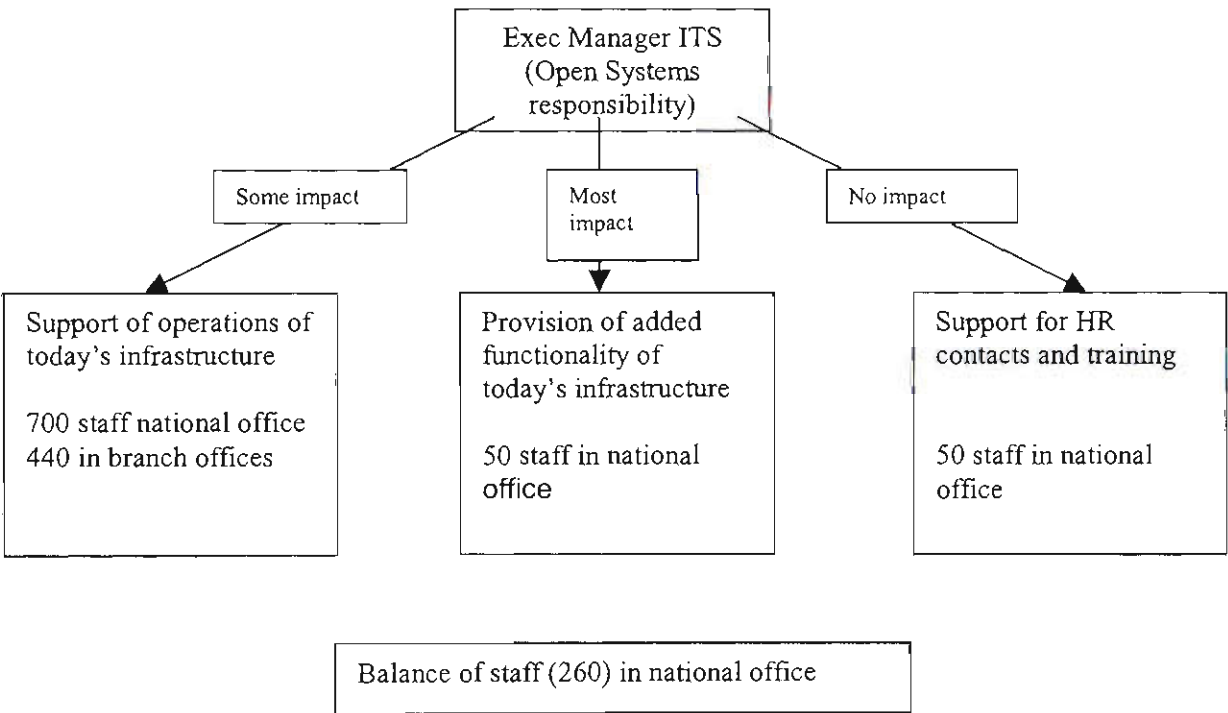 Exec Manager ITS
(Open Systems
responsibility)
Some impact
Most
impact
No impact
Support of operations of
today's infrastructure
700 staff national office
440 in branch offices
Provision of added
functionality of
today's infrastructure
50 staff in national
office
Support for HR
contacts and training
50 staff in national
office
Balance of staff (260) in national office